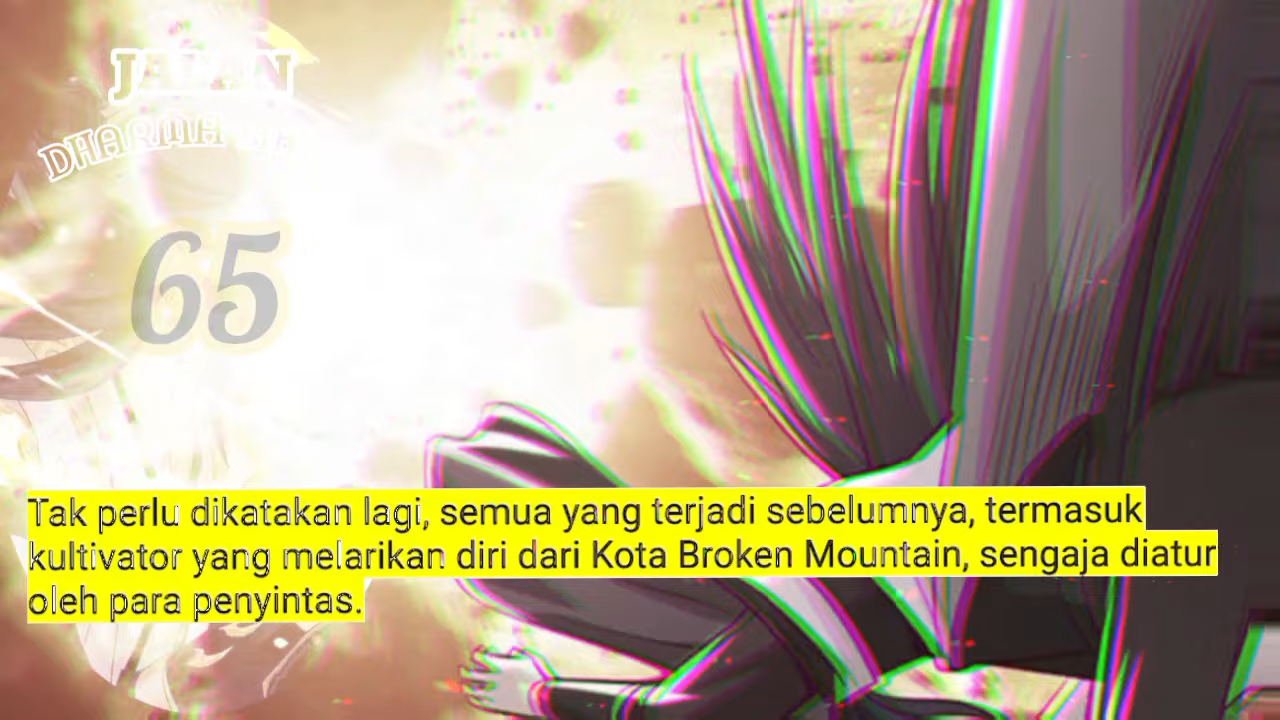 DHARMA
65
Tak perlu dikatakan lagi, semua yang terjadi sebelumnya, termasuk
kultivator yang melarikan diri dari Kota Broken Mountain, sengaja diatur
oleh para penyintas.